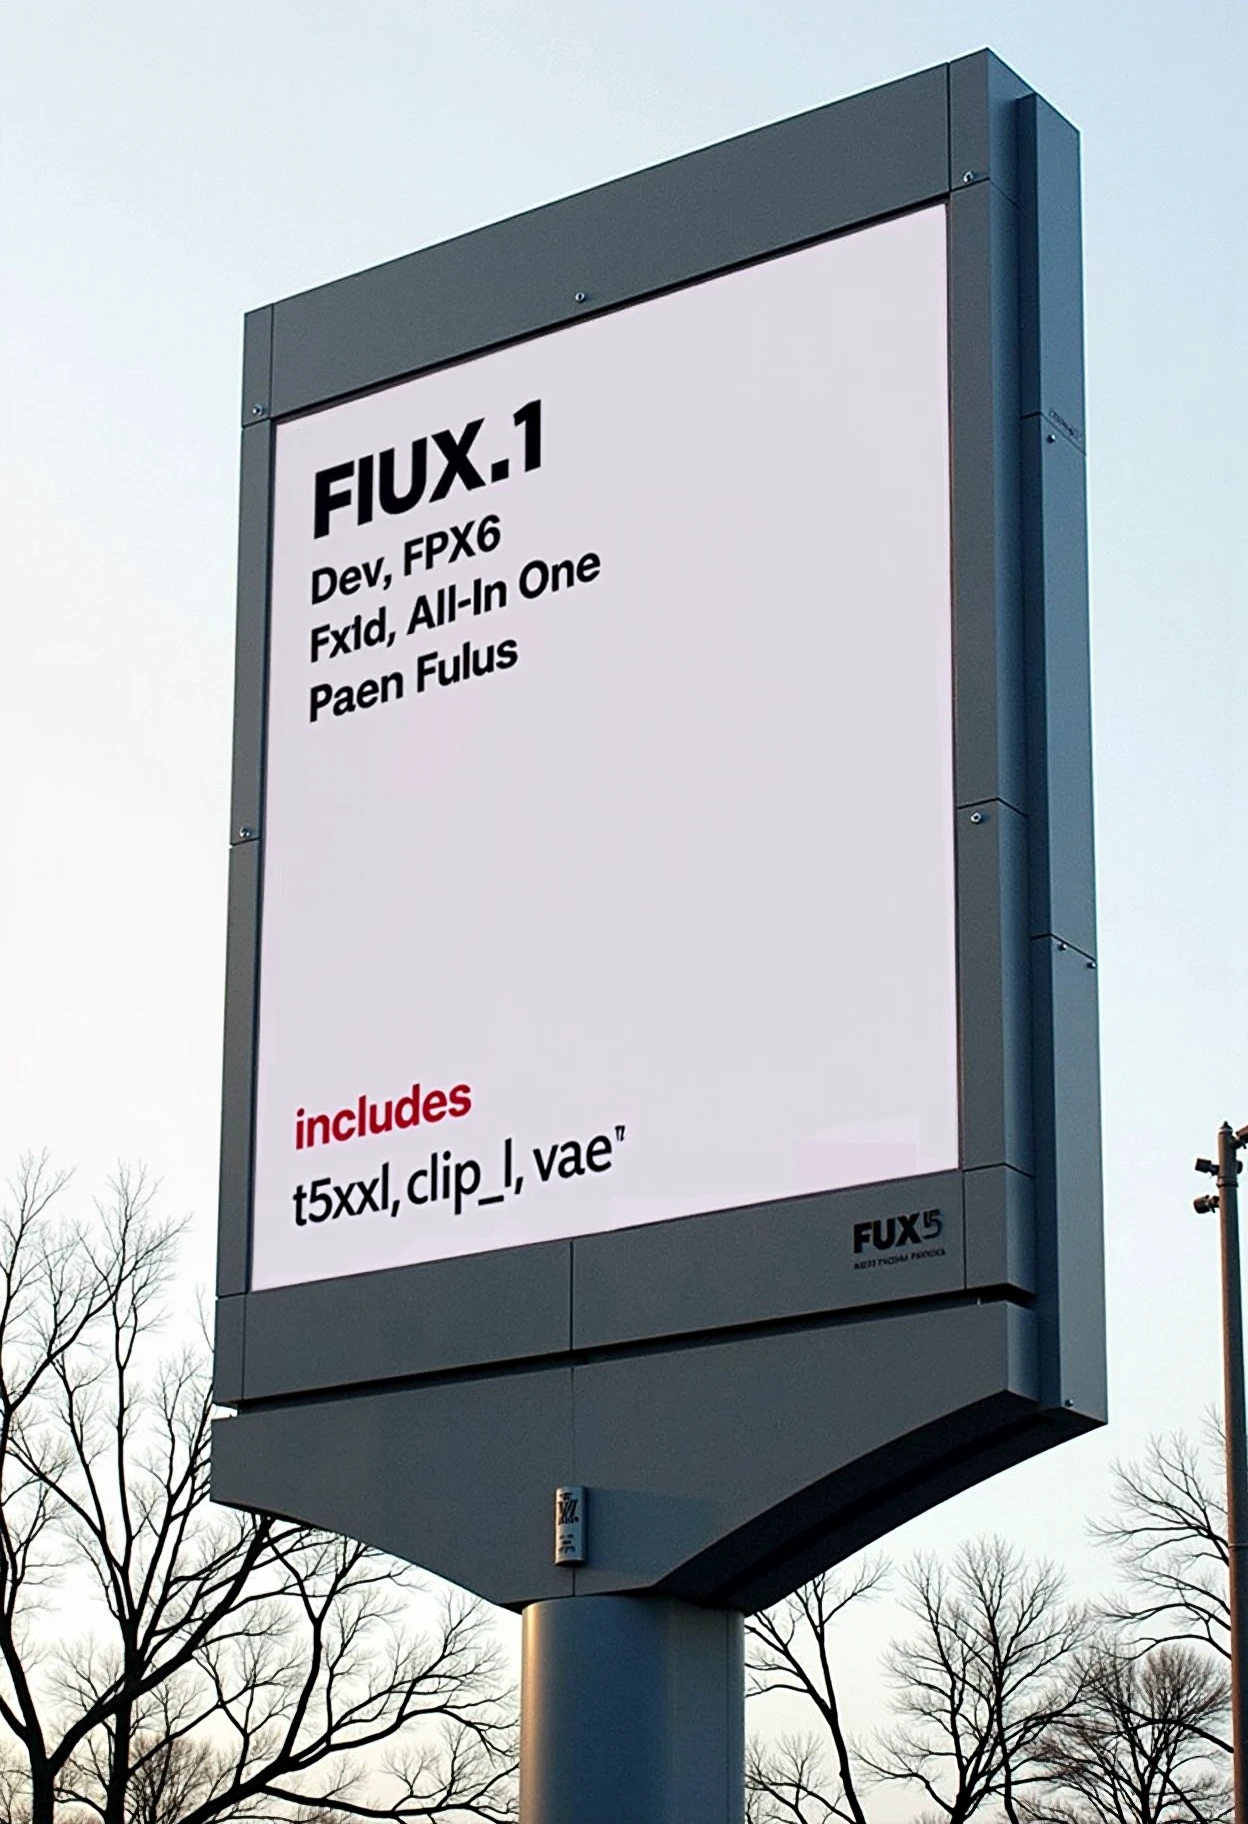 FIUX.1
Dev, FPX6
Fx1d, All-In One
Paen Fulus
includes
t5xxl, clip_l, vae"
FUX5